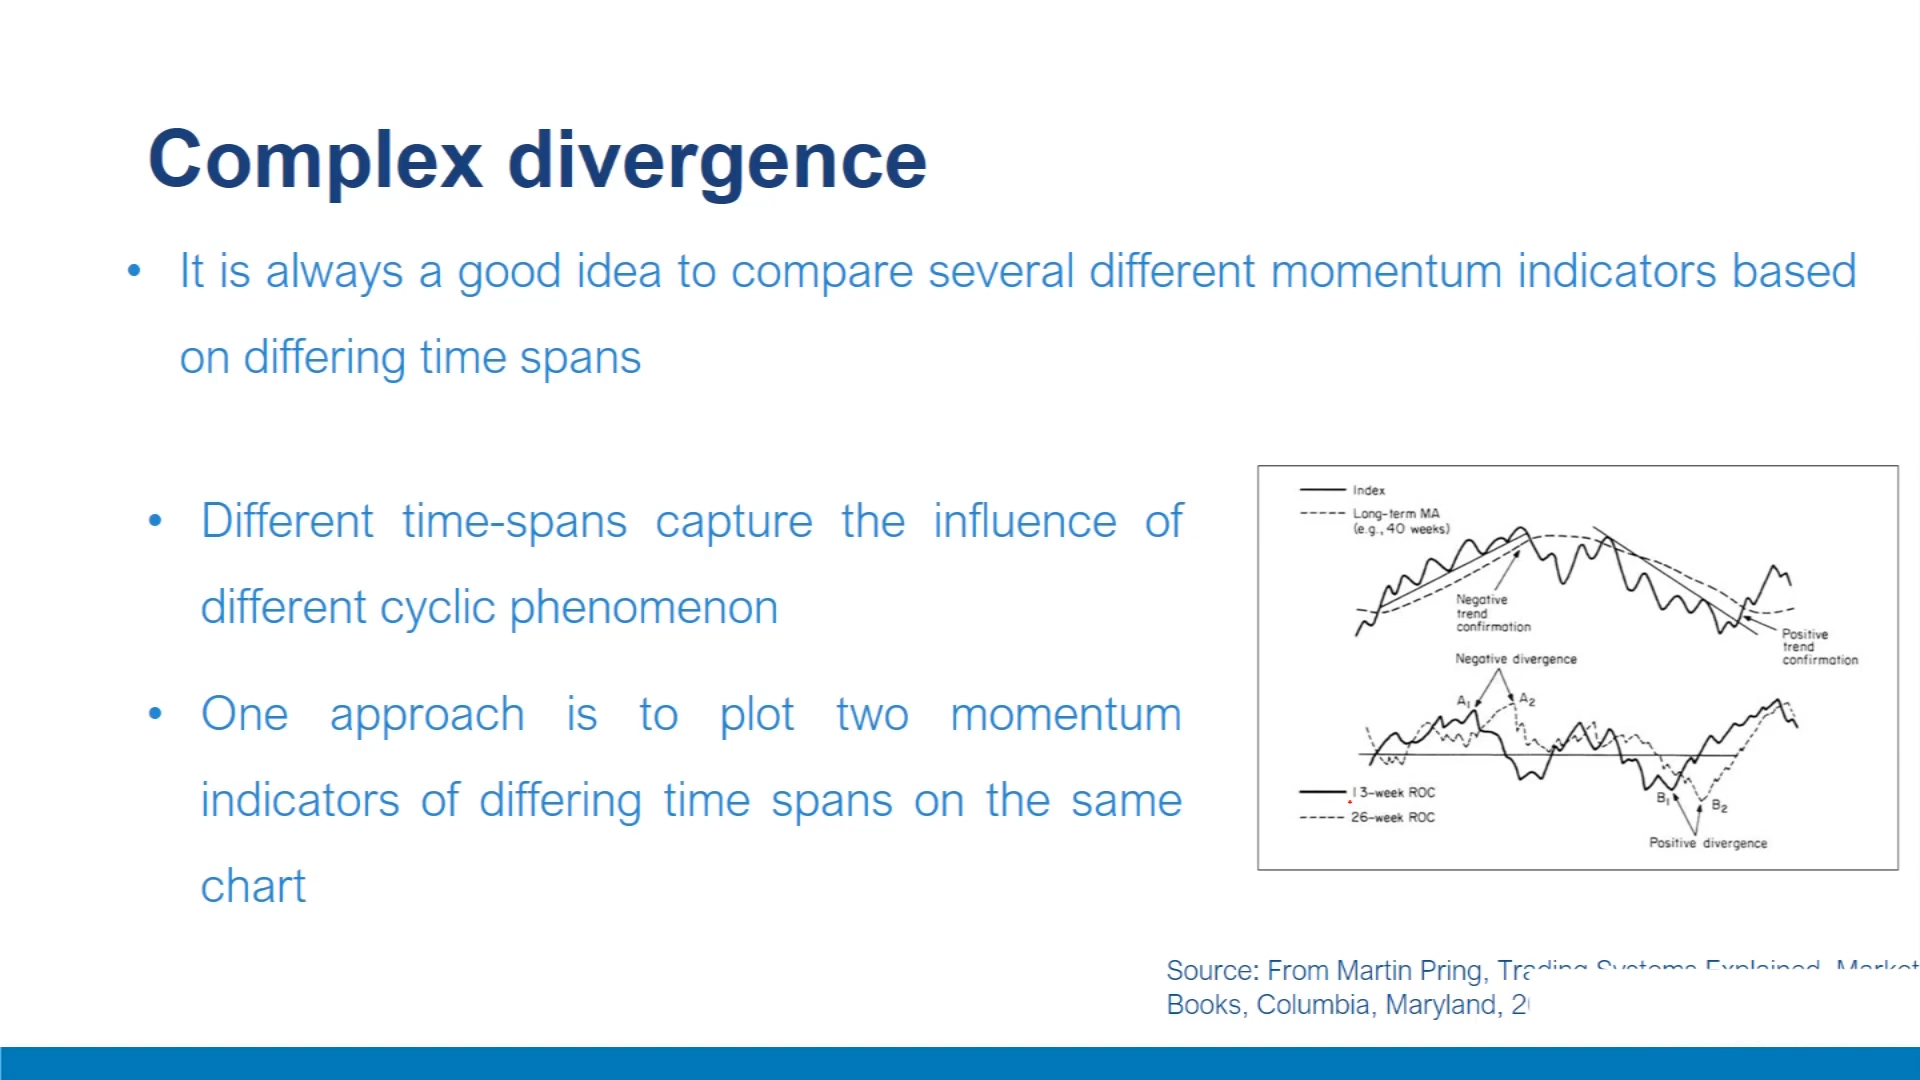 Complex divergence
• It is always a good idea to compare several different momentum indicators based
on differing time spans
• Different time-spans capture the influence of
different cyclic phenomenon
• One approach is to plot two momentum
indicators of differing time spans on the same
chart
Index
Long-term MA
(e.g., 40 weeks)
Negative
trend
confirmation
Positive
trend
confirmation
Negative divergence
A1
A2
13-week ROC
26-week ROC
B1
B2
Positive divergence
Source: From Martin Pring, Trading Systems Explained, Market
Books, Columbia, Maryland,